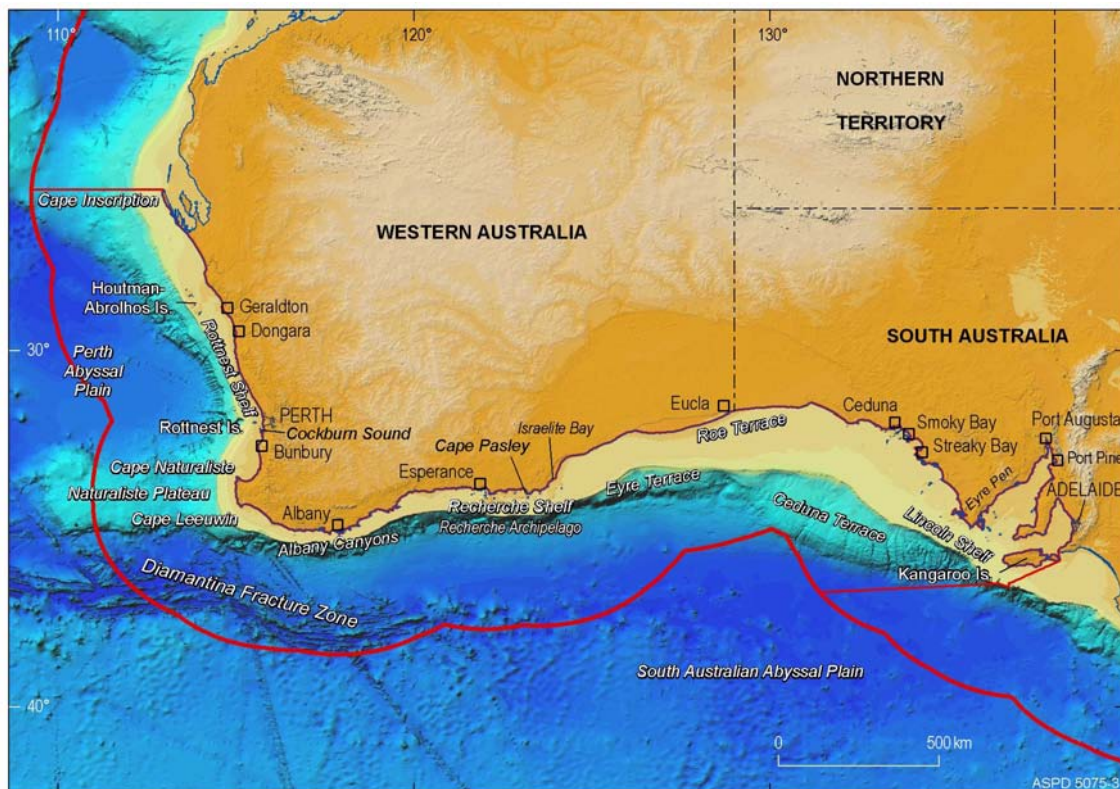 110°
120°
130°
NORTHERN
TERRITORY
Cape Inscription
WESTERN AUSTRALIA
Houtman-
Abrolhos Is.
Geraldton
Dongara
Rottnest Shelf
SOUTH AUSTRALIA
30°
Perth
Abyssal
Plain
PERTH
Rottnest Is.
Cockburn Sound
Bunbury
Eucla
Roe Terrace
Ceduna
Smoky Bay
Streaky Bay
Port Augusta
Port Pirie
Eyre Pen
ADELAIDE
Israelite Bay
Cape Pasley
Cape Naturaliste
Esperance
Naturaliste Plateau
Eyre Terrace
Recherche Shelf
Recherche Archipelago
Cape Leeuwin
Albany
Albany Canyons
Ceduna Terrace
Lincoln Shelf
Kangaroo Is.
Diamantina Fracture Zone
South Australian Abyssal Plain
40°
0
500 km
ASPD 5075-3